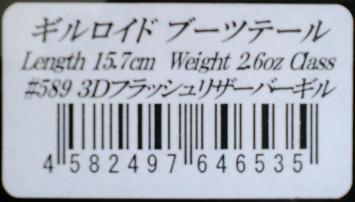 ギルロイド ブーツテール
Length 15.7cm Weight 2.6oz Class
#589 3Dフラッシュリザーバーギル
4 582497 646535